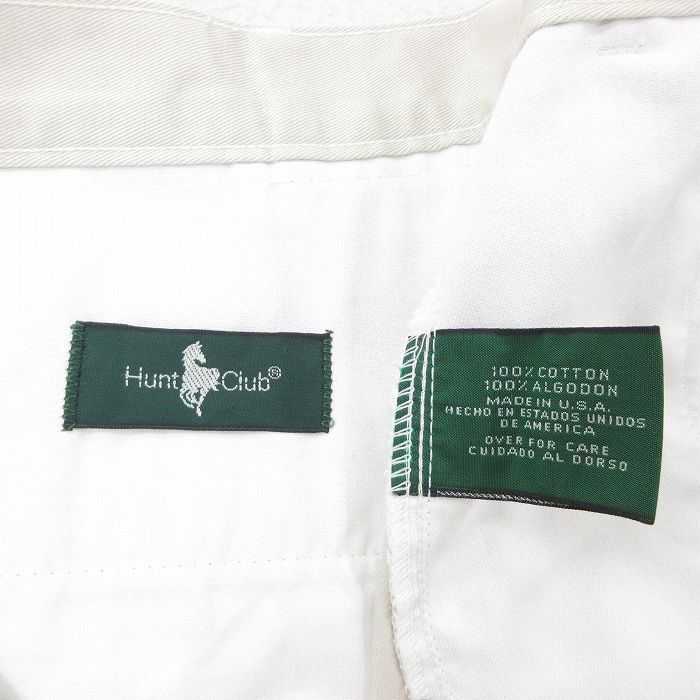 Hunt Club®
100% COTTON
100% ALGODON
MADE IN U.S.A.
HECHO EN ESTADOS UNIDOS
DE AMERICA
OVER FOR CARE
CUIDADO AL DORSO